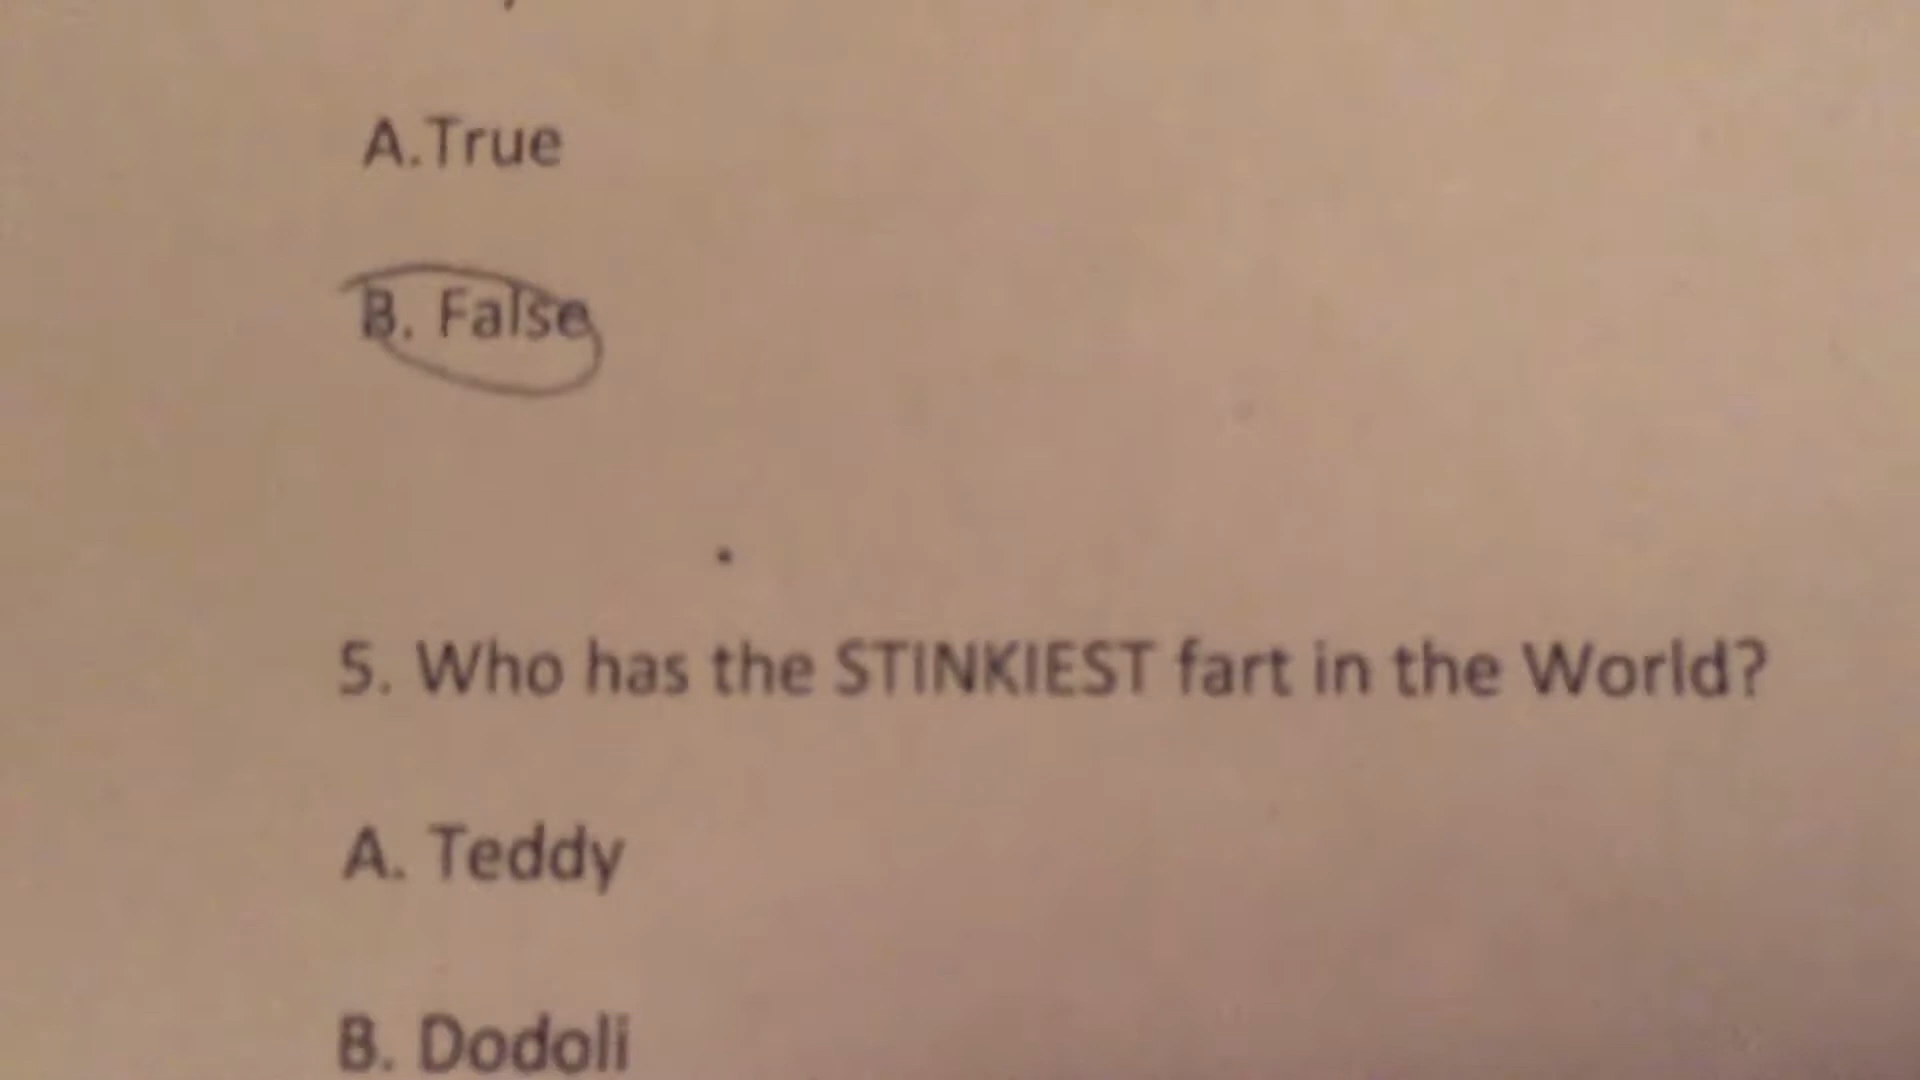 A.True
B. False
5. Who has the STINKIEST fart in the World?
A. Teddy
B. Dodoli